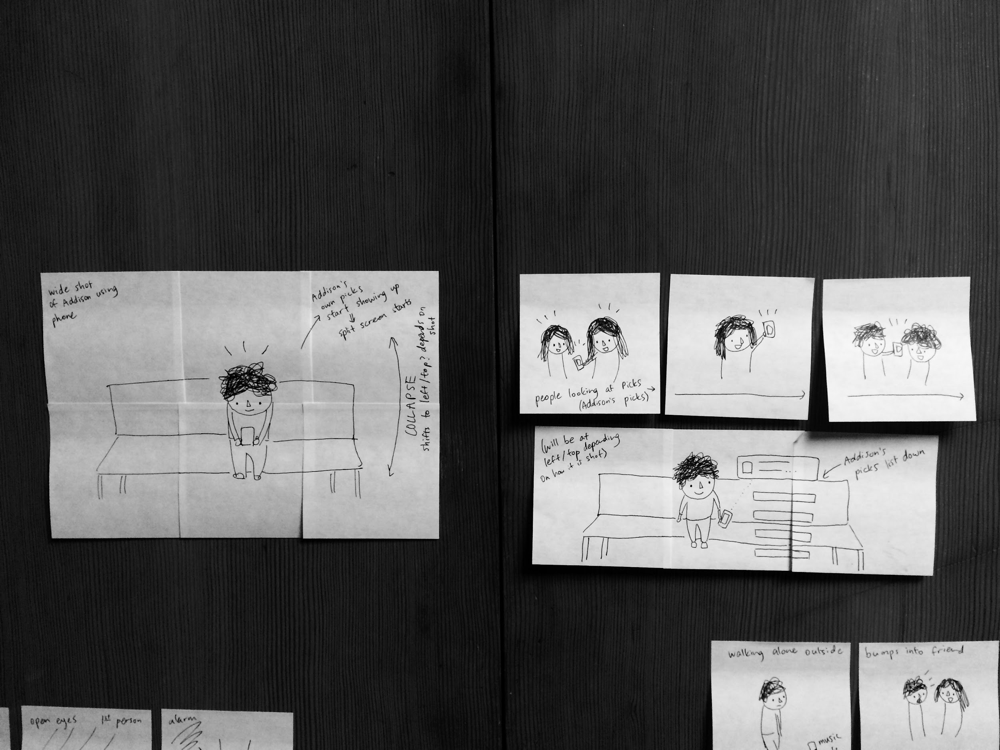 wide shot
of Addison using
phone
Addison's
own picks
start showing up
⇓
split screen starts
COLLAPSE
shifts to left/top? depends on
shot
people looking at picks →
(Addison's picks)
(will be at
left/top depending
on how it is shot)
Addison's
picks list down
walking alone outside
music
bumps into friend
open eyes 1st person
alarm